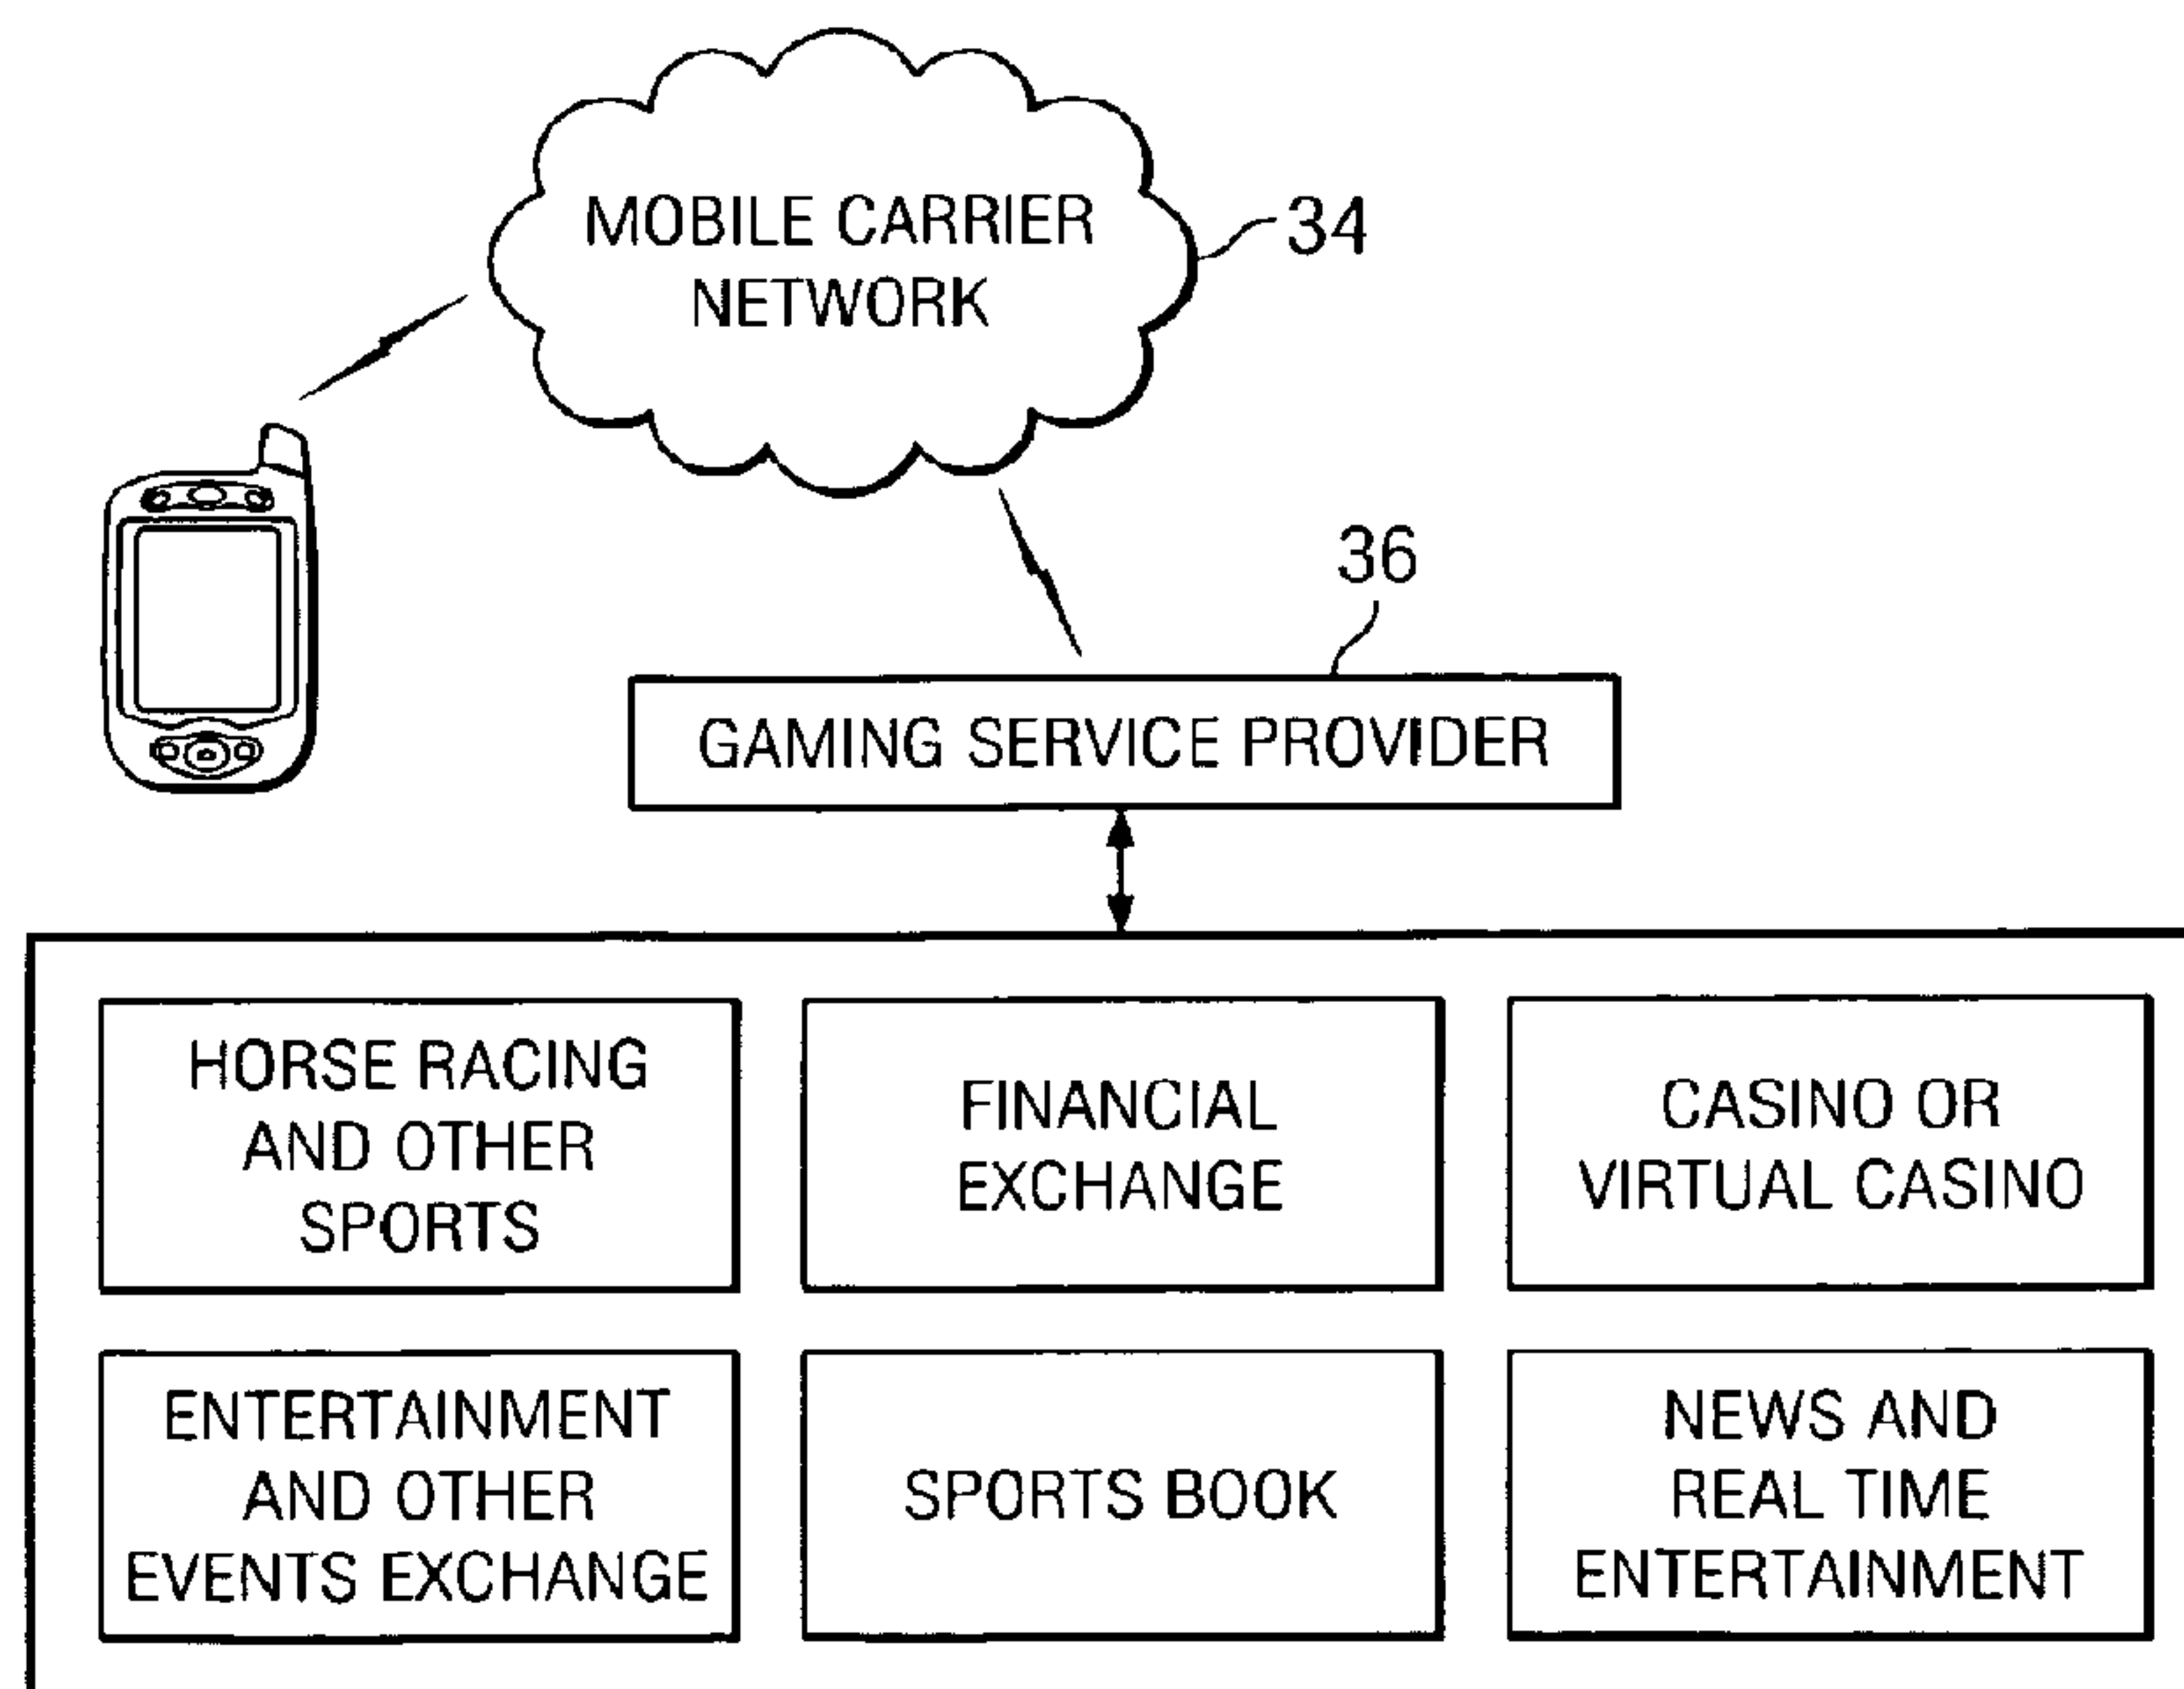 MOBILE CARRIER
NETWORK
34
36
GAMING SERVICE PROVIDER
HORSE RACING
AND OTHER
SPORTS
FINANCIAL
EXCHANGE
CASINO OR
VIRTUAL CASINO
ENTERTAINMENT
AND OTHER
EVENTS EXCHANGE
SPORTS BOOK
NEWS AND
REAL TIME
ENTERTAINMENT